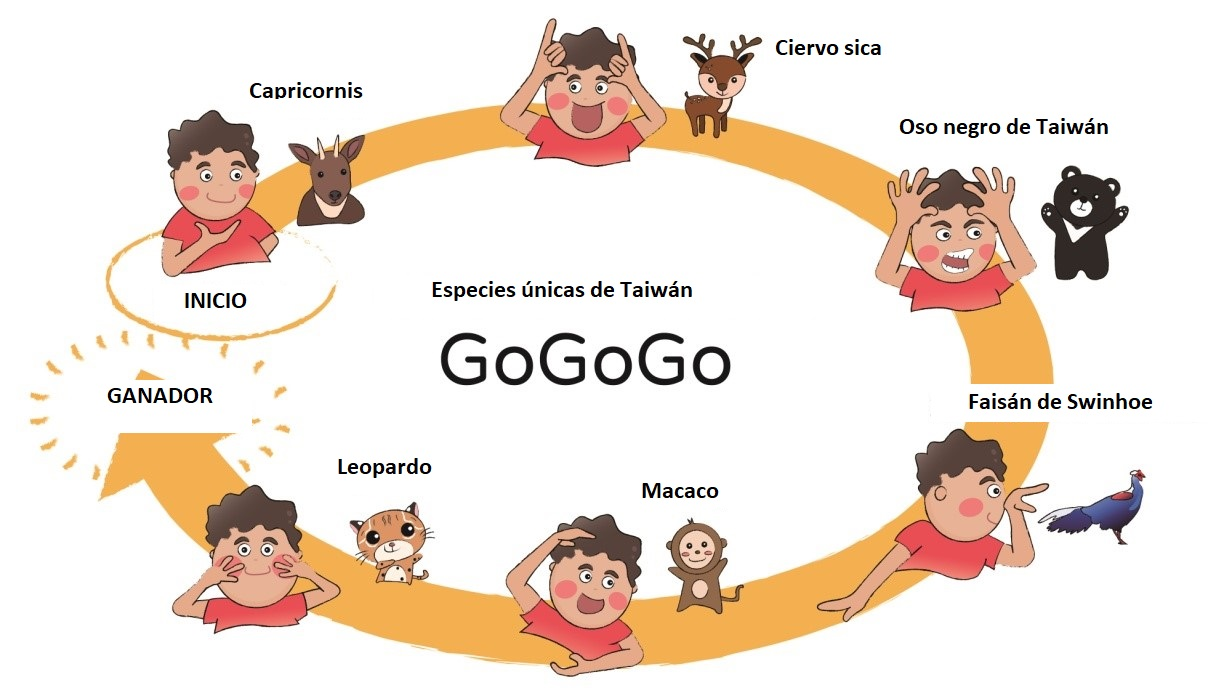 Capricornis
Ciervo sica
Oso negro de Taiwán
INICIO
Especies únicas de Taiwán
GoGoGo
GANADOR
Faisán de Swinhoe
Leopardo
Macaco